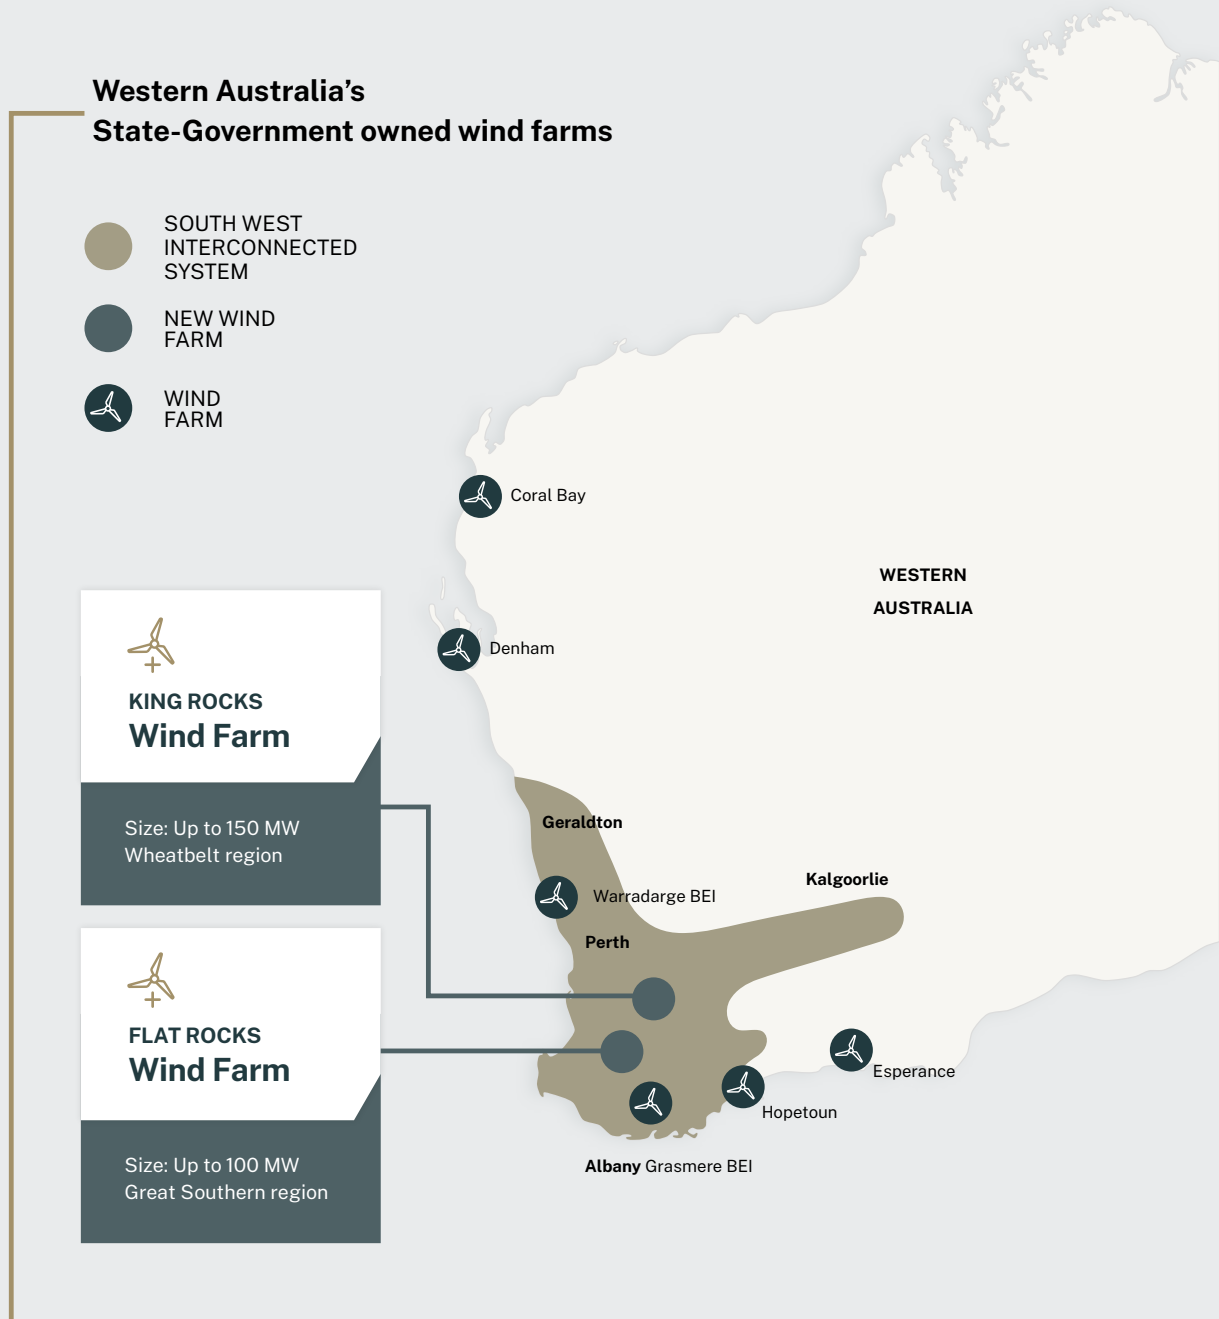 Western Australia’s
State-Government owned wind farms
SOUTH WEST
INTERCONNECTED
SYSTEM
NEW WIND
FARM
WIND
FARM
Coral Bay
WESTERN
AUSTRALIA
Denham
KING ROCKS
Wind Farm
Size: Up to 150 MW
Wheatbelt region
Geraldton
Kalgoorlie
Warradarge BEI
Perth
FLAT ROCKS
Wind Farm
Size: Up to 100 MW
Great Southern region
Esperance
Hopetoun
Albany Grasmere BEI